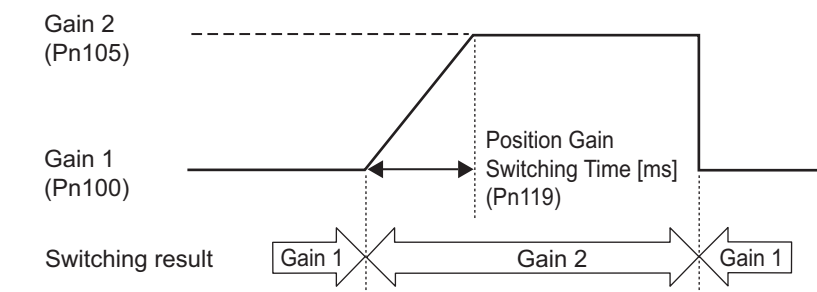 Gain 2
(Pn105)
Position Gain
Switching Time [ms]
(Pn119)
Gain 1
(Pn100)
Switching result
Gain 1
Gain 2
Gain 1